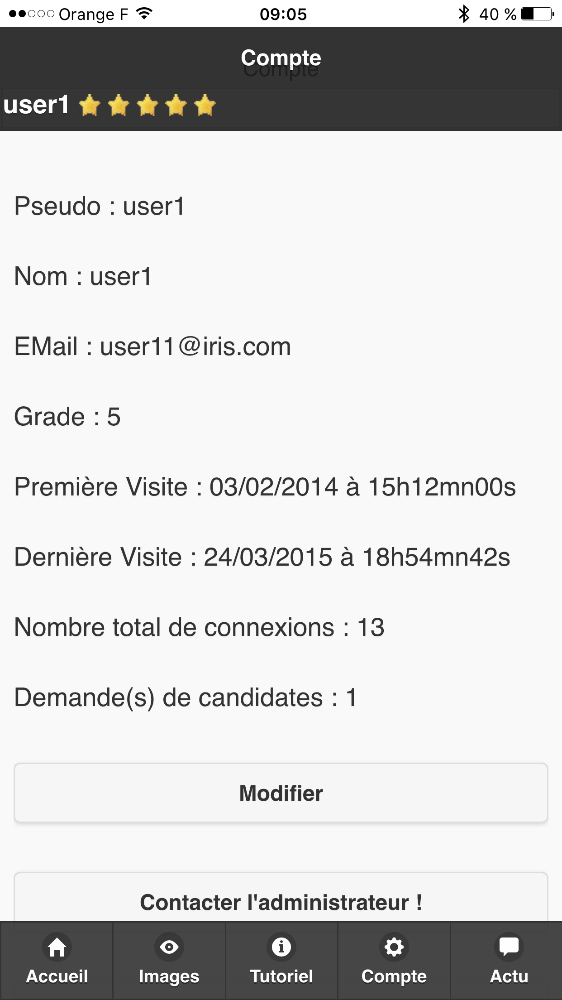 Orange F 09:05 40 %
Compte
user1
Pseudo : user1
Nom : user1
EMail : user11@iris.com
Grade : 5
Première Visite : 03/02/2014 à 15h12mn00s
Dernière Visite : 24/03/2015 à 18h54mn42s
Nombre total de connexions : 13
Demande(s) de candidates : 1
Modifier
Contacter l'administrateur !
Accueil Images Tutoriel Compte Actu